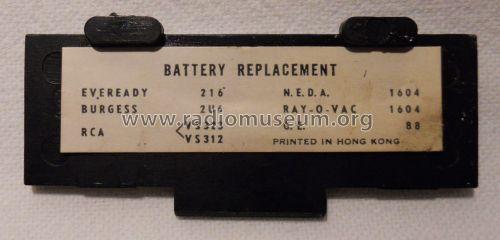 BATTERY REPLACEMENT
EVEREADY 216 N.E.D.A. 1604
BURGESS 2U6 RAY-O-VAC 1604
www.radiomuseum.org
RCA VS323 G.E. 88
VS312 PRINTED IN HONG KONG